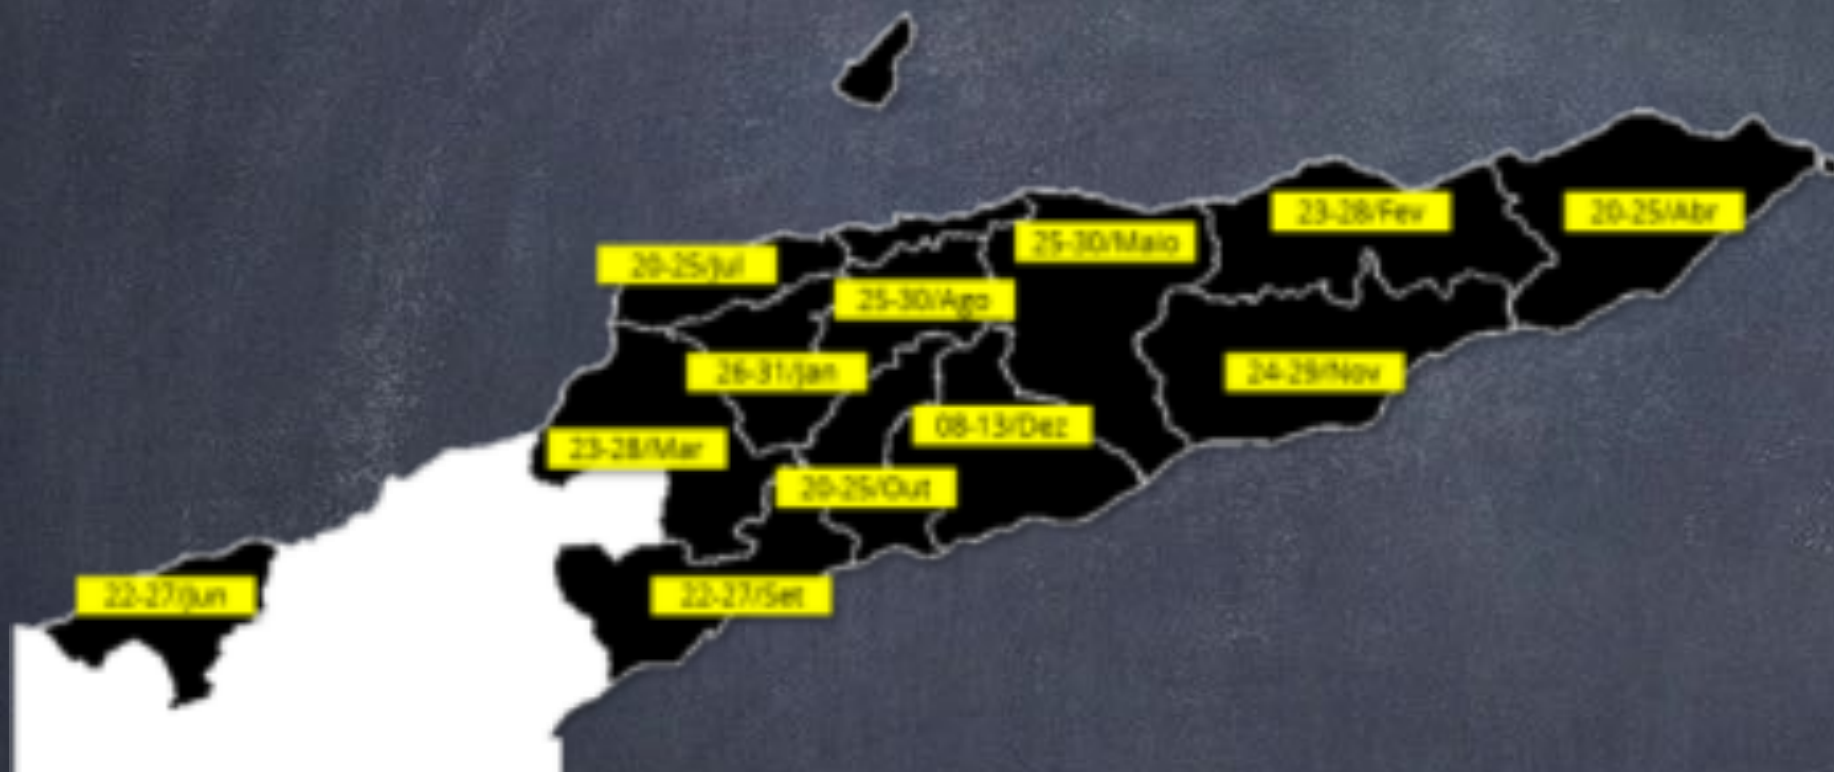 23-28/Fev
20-25/Abr
25-30/Maio
20-25/Jul
25-30/Ago
26-31/Jan
24-29/Nov
08-13/Dez
23-28/Mar
20-25/Out
22-27/Jun
22-27/Set